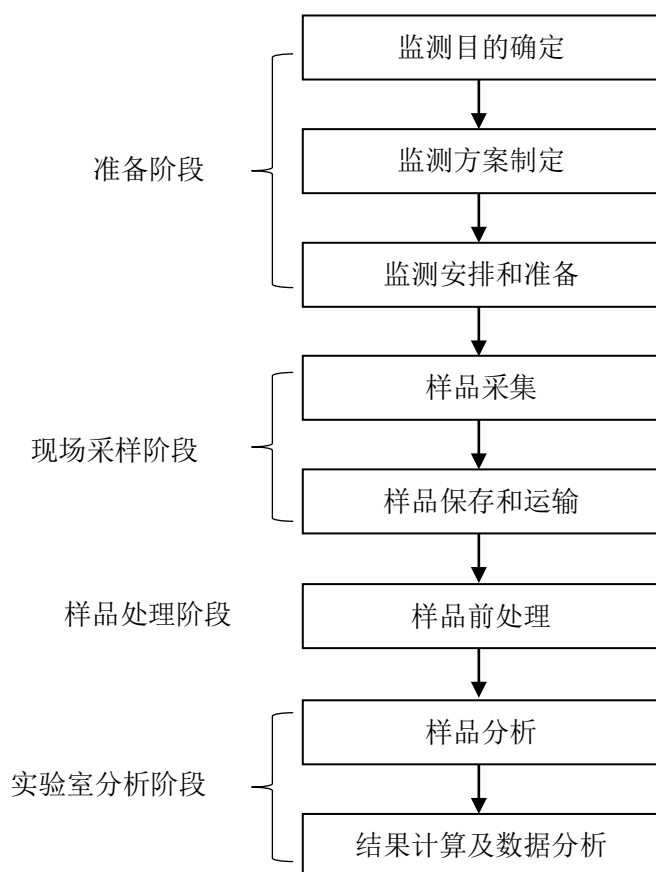 监测目的确定
准备阶段
监测方案制定
监测安排和准备
样品采集
现场采样阶段
样品保存和运输
样品处理阶段
样品前处理
样品分析
实验室分析阶段
结果计算及数据分析